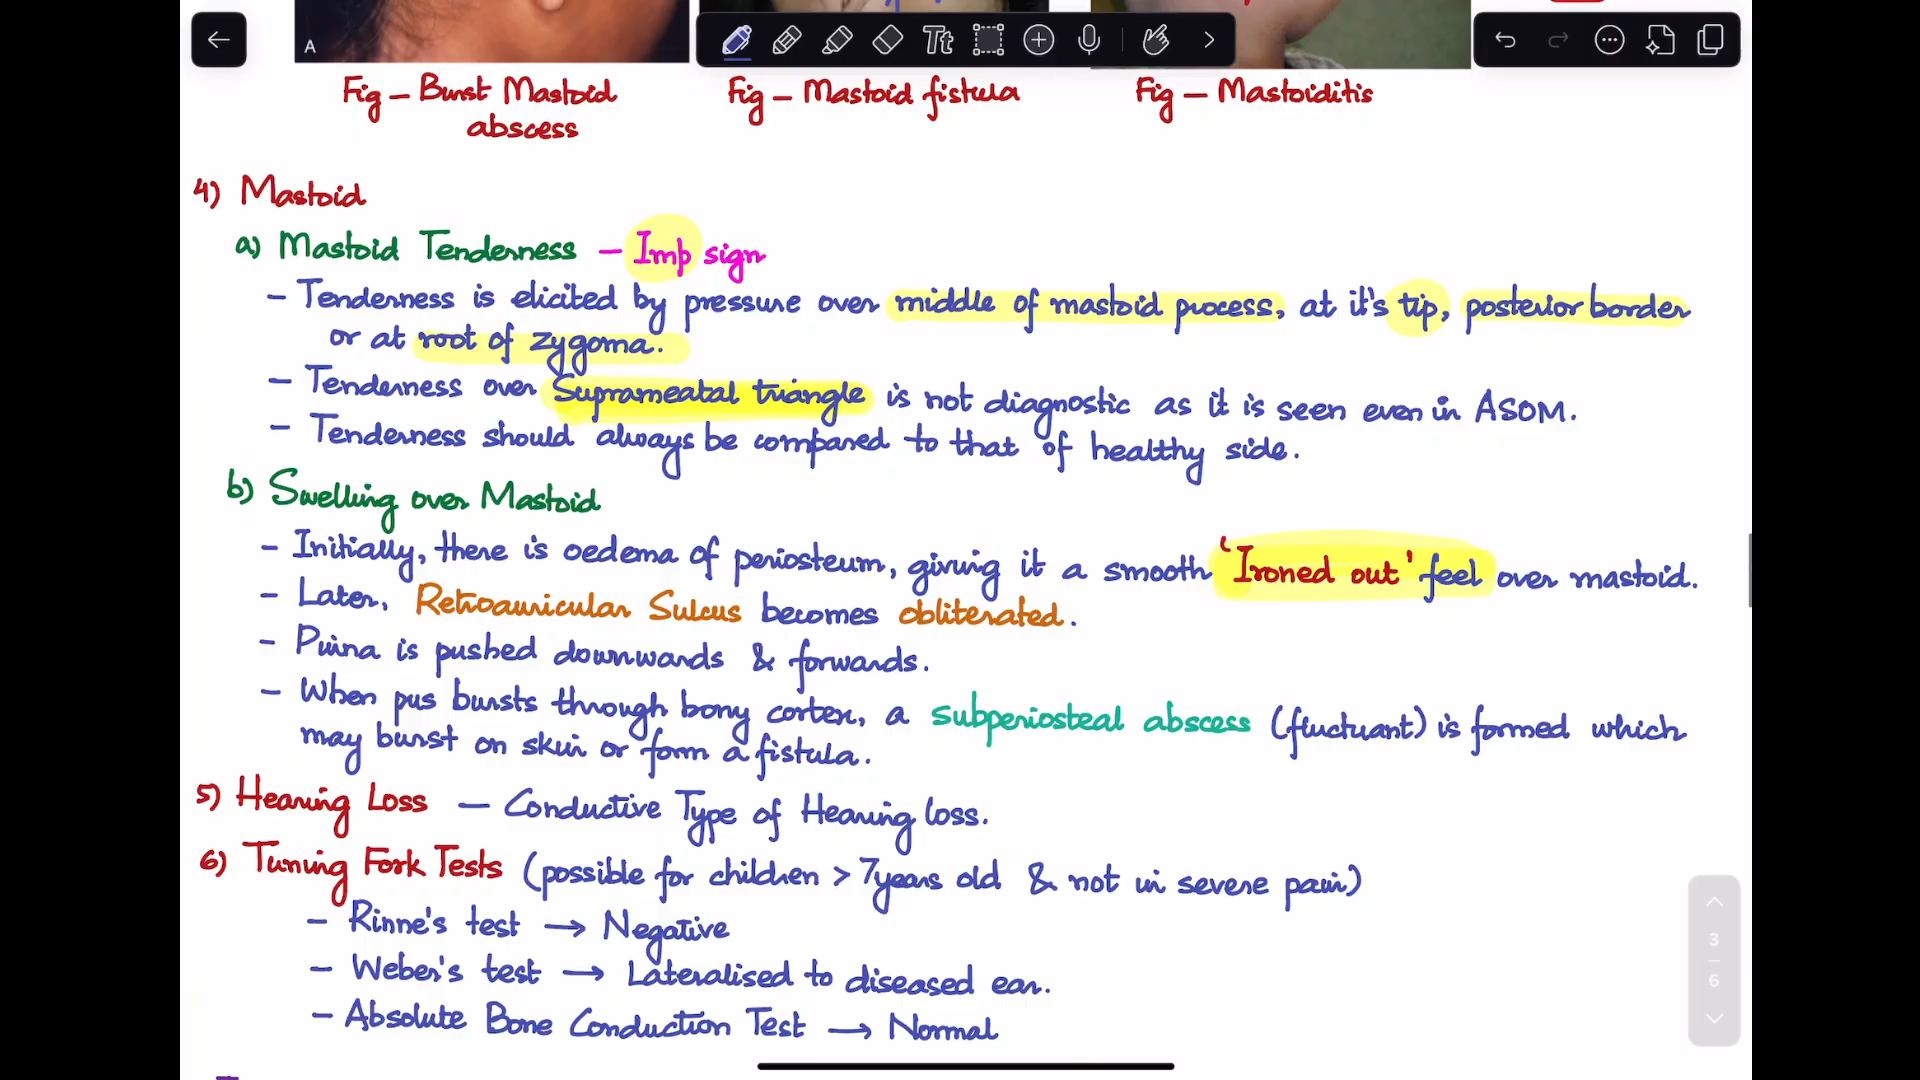 A
Tt
Fig - Burst Mastoid
abscess
Fig - Mastoid fistula
Fig - Mastoiditis
4) Mastoid
a) Mastoid Tenderness - Imp sign
- Tenderness is elicited by pressure over middle of mastoid process, at it's tip, posterior border
or at root of zygoma.
- Tenderness over Suprameatal triangle is not diagnostic as it is seen even in ASOM.
- Tenderness should always be compared to that of healthy side.
b) Swelling over Mastoid
- Initially, there is oedema of periosteum, giving it a smooth 'Ironed out' feel over mastoid.
- Later, Retroauricular Sulcus becomes obliterated.
- Pinna is pushed downwards & forwards.
- When pus bursts through bony cortex, a subperiosteal abscess (fluctuant) is formed which
may burst on skin or form a fistula.
5) Hearing Loss - Conductive Type of Hearing loss.
6) Tuning Fork Tests (possible for children > 7years old & not in severe pain)
- Rinne's test → Negative
- Weber's test → Lateralised to diseased ear.
- Absolute Bone Conduction Test → Normal
3
6